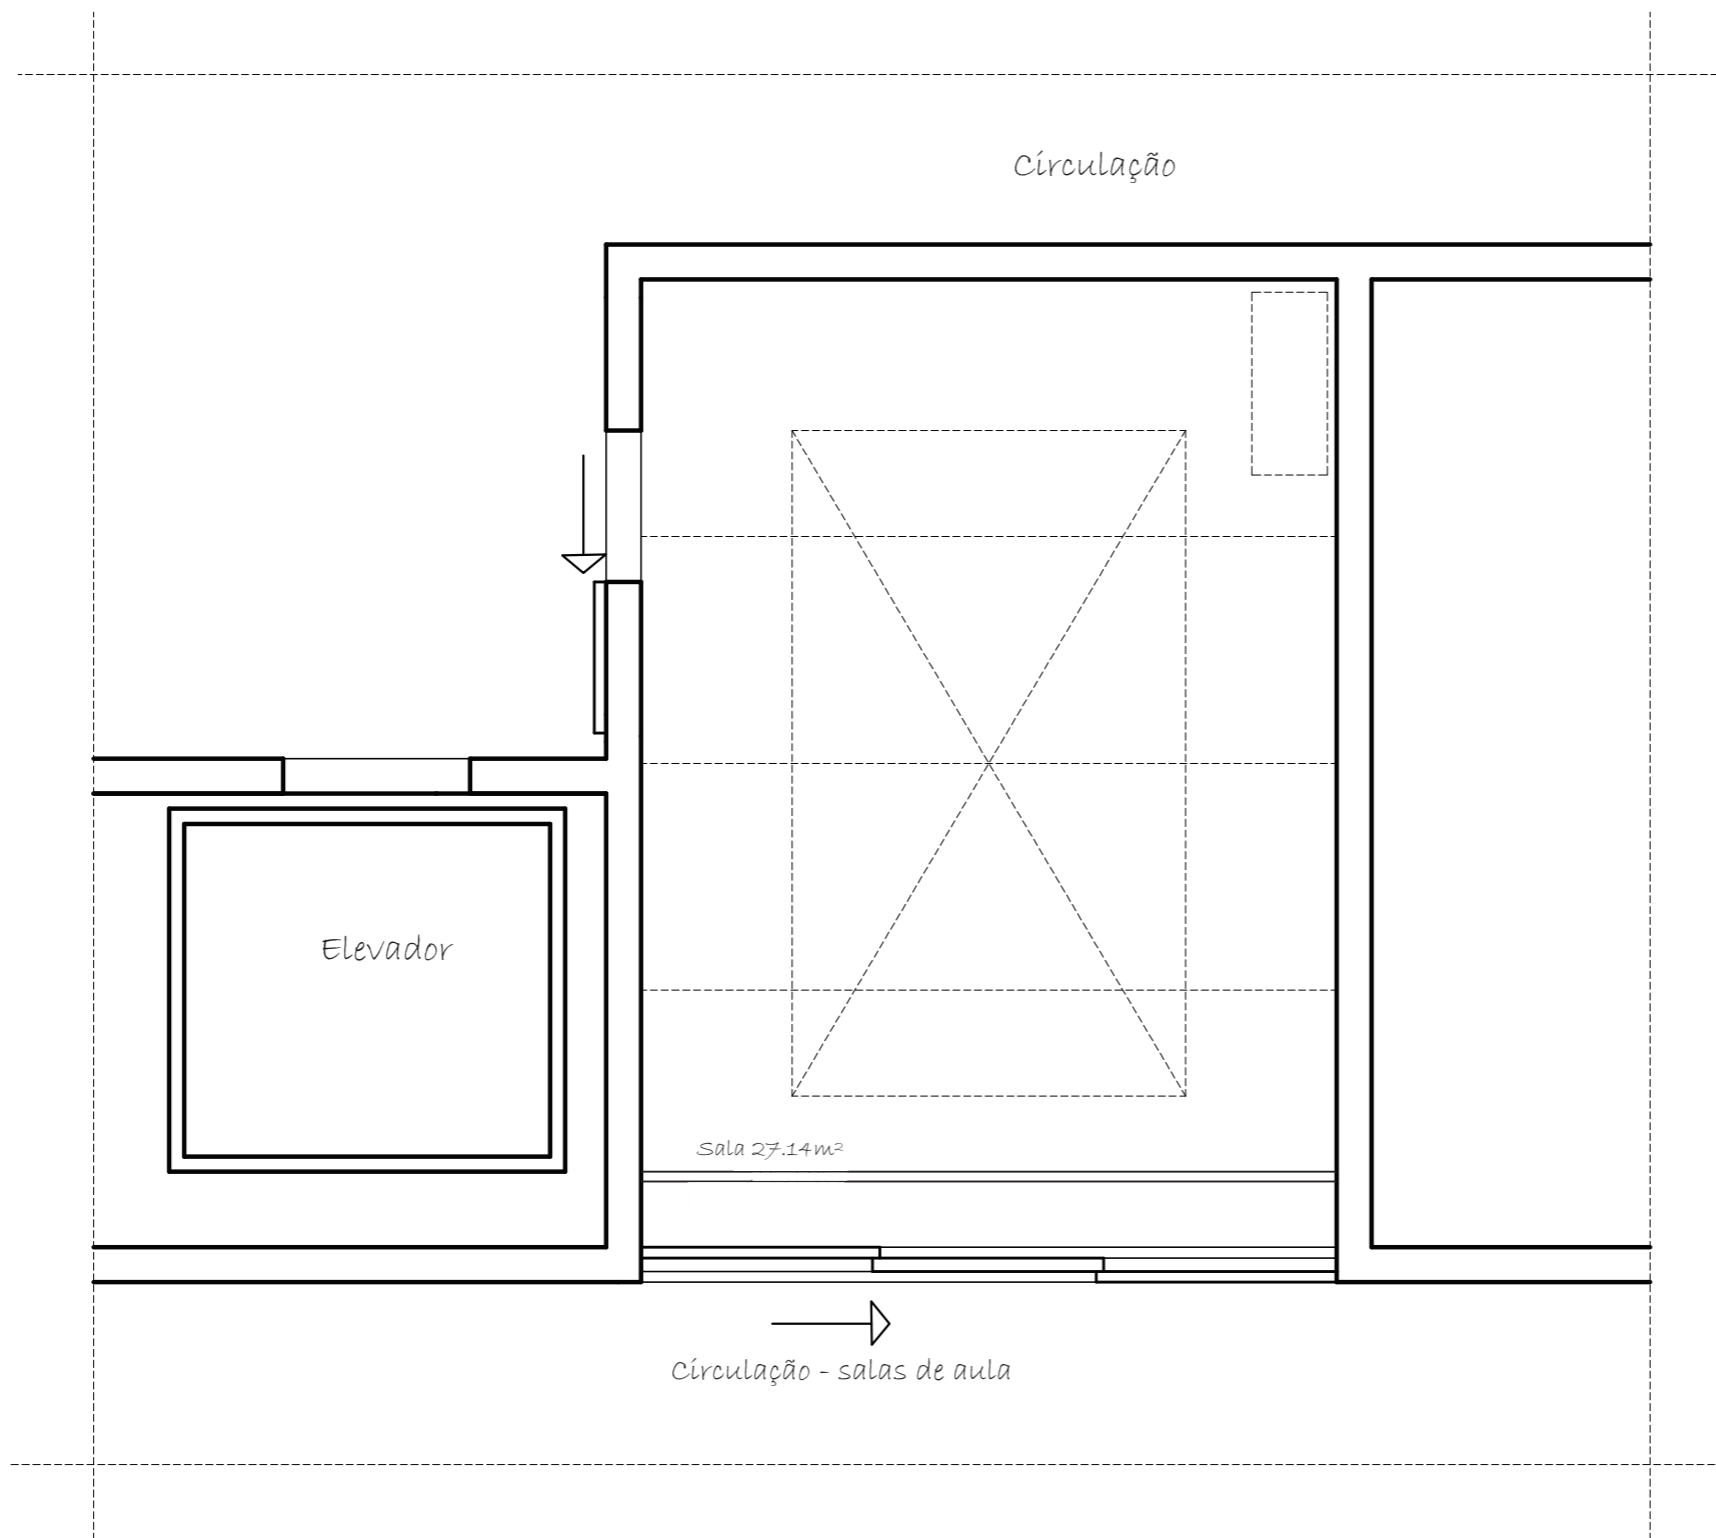 Circulação
Elevador
Sala 27.14m²
Circulação - salas de aula